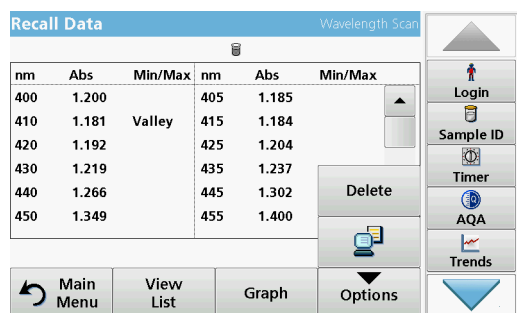 Recall Data Wavelength Scan
nm Abs Min/Max nm Abs Min/Max
400 1.200 405 1.185
410 1.181 Valley 415 1.184
420 1.192 425 1.204
430 1.219 435 1.237
440 1.266 445 1.302
450 1.349 455 1.400
Delete
Main Menu
View List
Graph
Options
Login
Sample ID
Timer
AQA
Trends